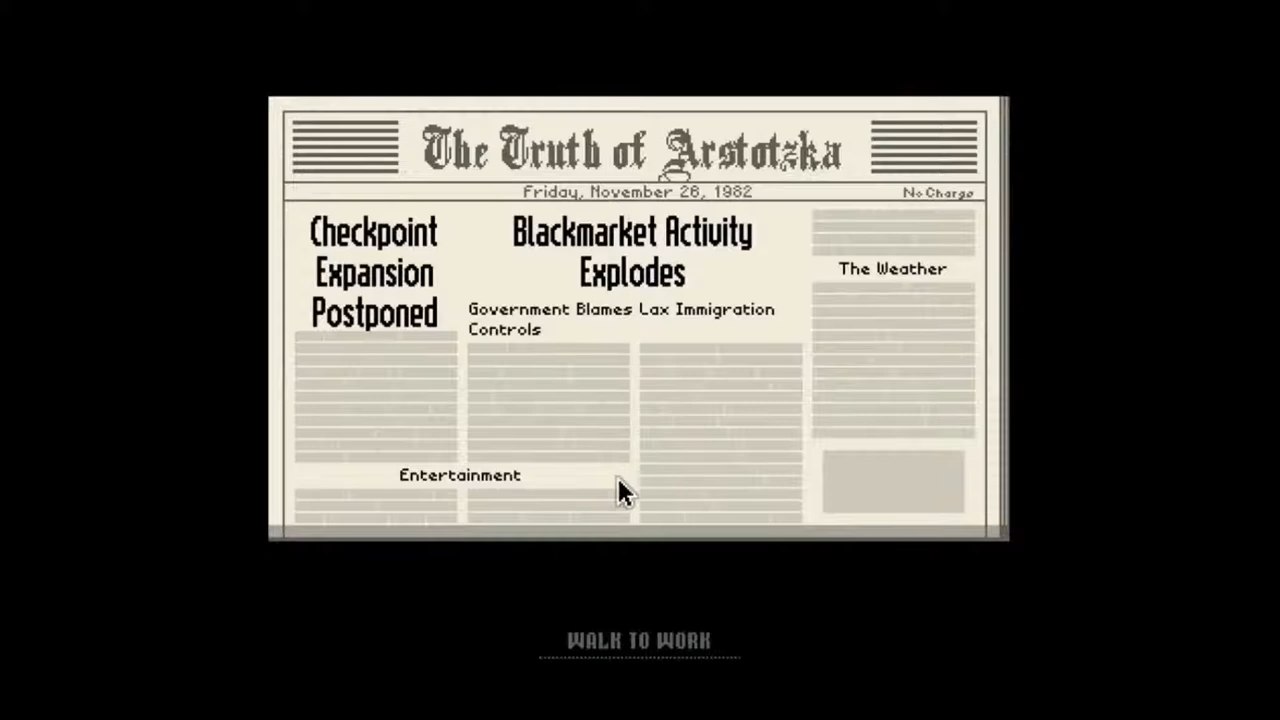 The Truth of Arstotzka
Friday, November 26, 1982
No Charge
Checkpoint
Expansion
Postponed
Blackmarket Activity
Explodes
Government Blames Lax Immigration
Controls
The Weather
Entertainment
WALK TO WORK